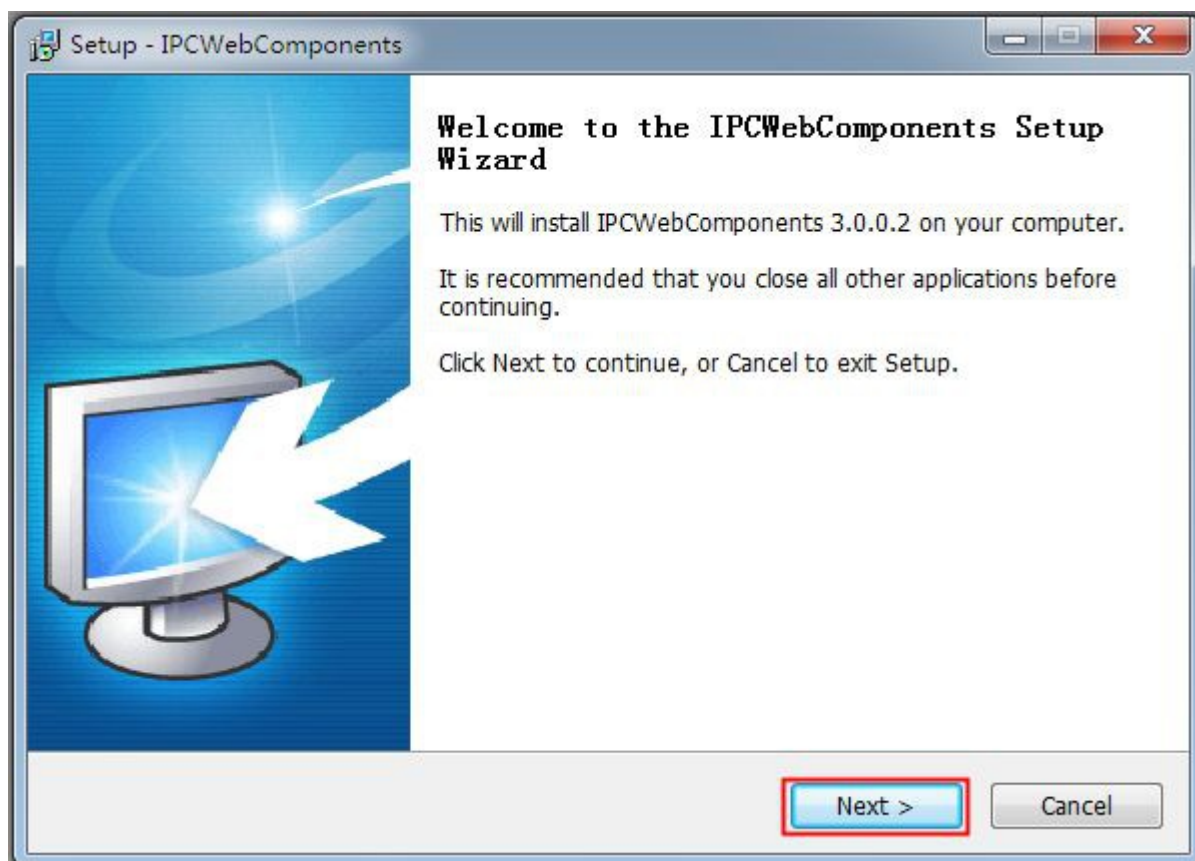 Setup - IPCWebComponents
Welcome to the IPCWebComponents Setup
Wizard
This will install IPCWebComponents 3.0.0.2 on your computer.
It is recommended that you close all other applications before
continuing.
Click Next to continue, or Cancel to exit Setup.
Next >
Cancel